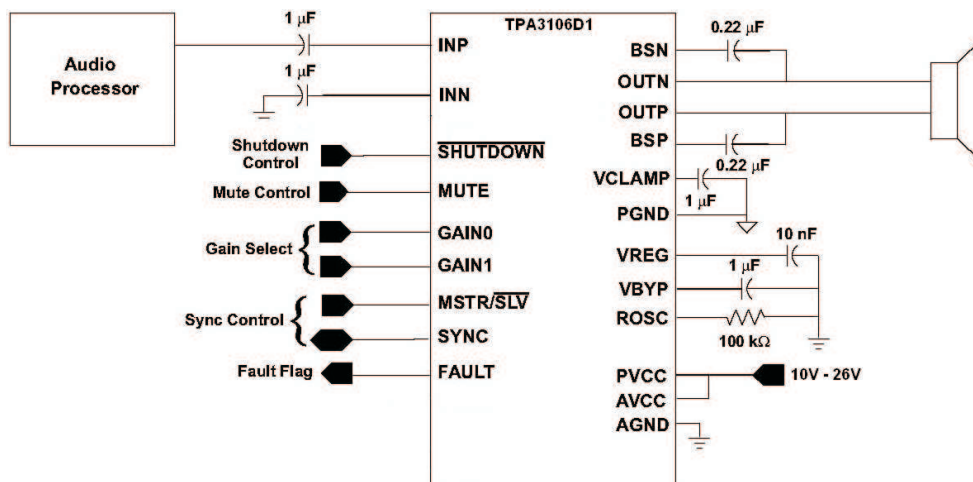 Audio
Processor
1 μF
1 μF
Shutdown
Control
Mute Control
Gain Select
Sync Control
Fault Flag
TPA3106D1
INP
INN
SHUTDOWN
MUTE
GAIN0
GAIN1
MSTR/SLV
SYNC
FAULT
BSN
OUTN
OUTP
BSP
VCLAMP
PGND
VREG
VBYP
ROSC
PVCC
AVCC
AGND
0.22 μF
0.22 μF
1 μF
10 nF
1 μF
100 kΩ
10V - 26V